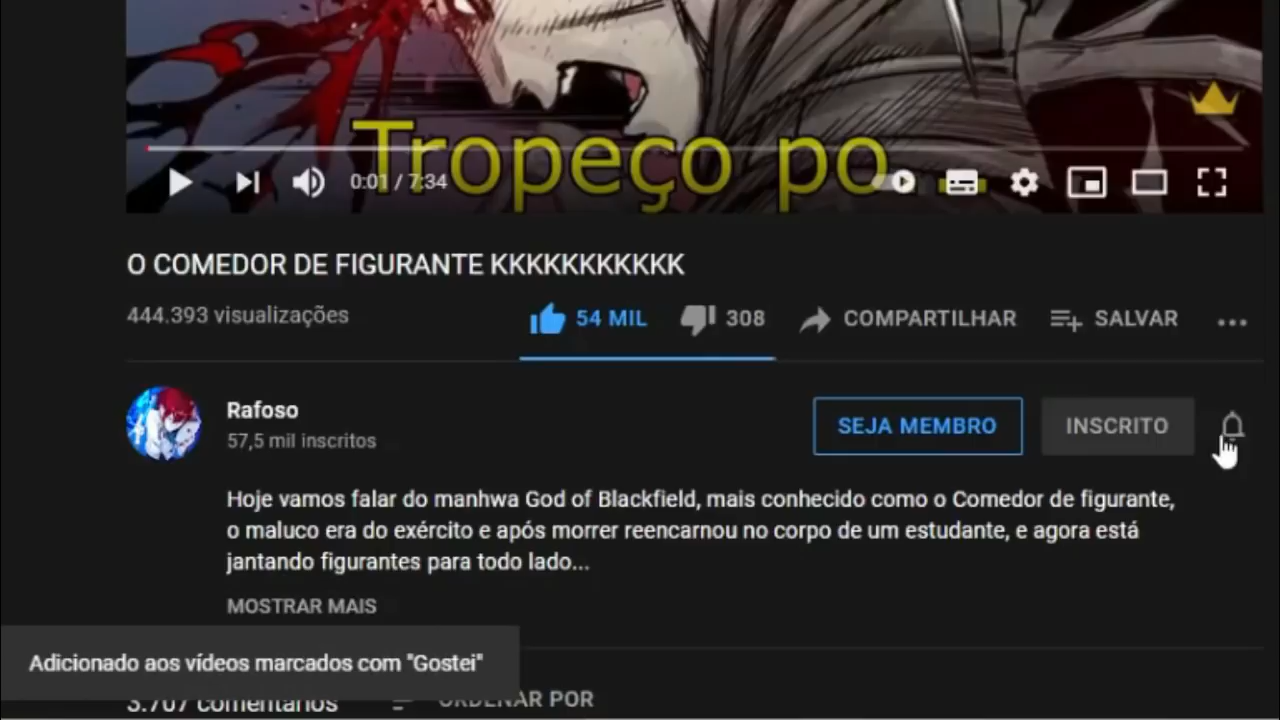 Tropeço po
0:01 / 7:34
O COMEDOR DE FIGURANTE KKKKKKKKKKK
444.393 visualizações
54 MIL 308 COMPARTILHAR SALVAR ...
Rafoso
57,5 mil inscritos
SEJA MEMBRO INSCRITO
Hoje vamos falar do manhwa God of Blackfield, mais conhecido como o Comedor de figurante,
o maluco era do exército e após morrer reencarnou no corpo de um estudante, e agora está
jantando figurantes para todo lado...
MOSTRAR MAIS
Adicionado aos vídeos marcados com "Gostei"
3.707 comentários ORDENAR POR